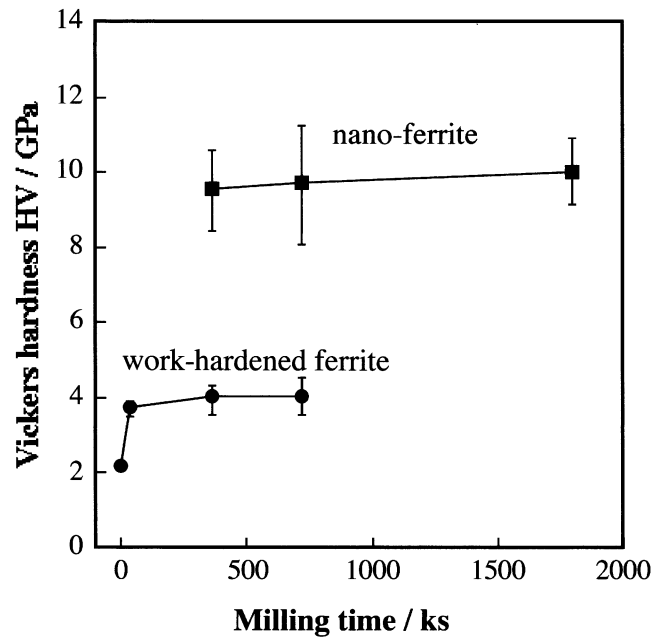 14
12
10
8
6
4
2
0
Vickers hardness HV / GPa
nano-ferrite
work-hardened ferrite
0 500 1000 1500 2000
Milling time / ks